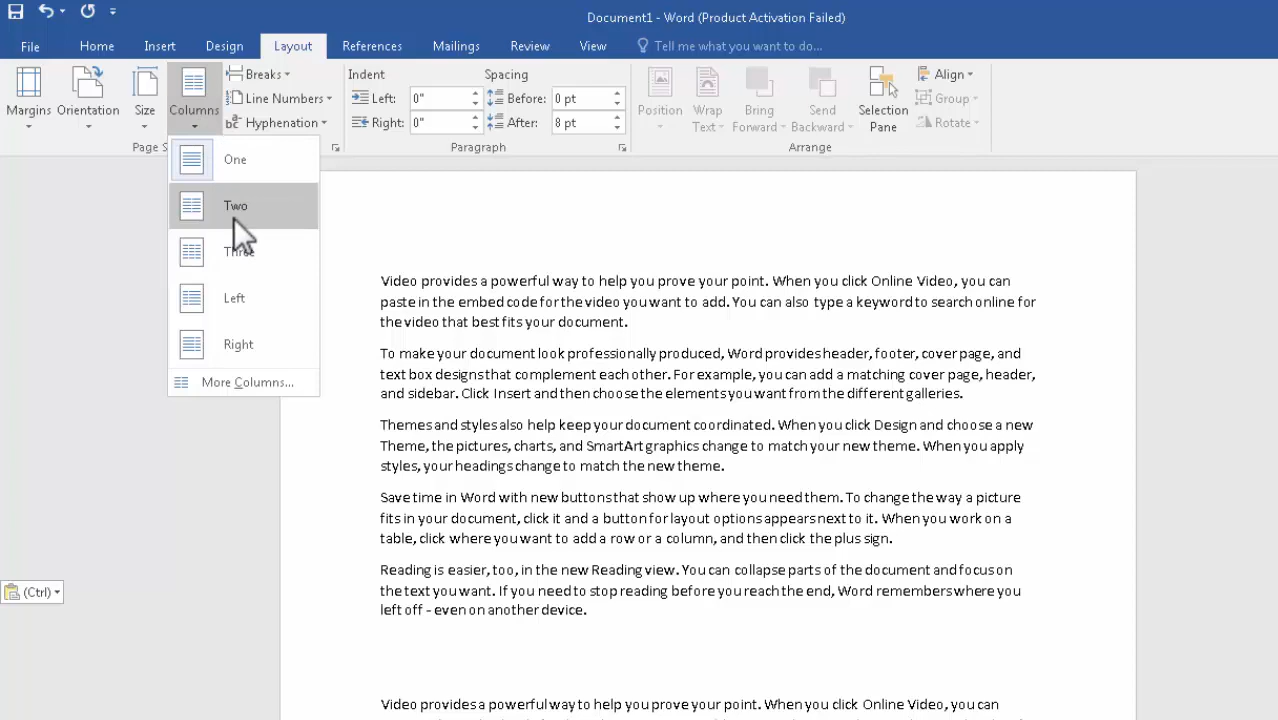 Document1 - Word (Product Activation Failed)
File Home Insert Design Layout References Mailings Review View Tell me what you want to do...
Margins Orientation Size Columns
Breaks
Line Numbers
Hyphenation
Page S
Indent
Left: 0"
Right: 0"
Spacing
Before: 0 pt
After: 8 pt
Paragraph
Position
Wrap
Text
Bring
Forward
Send
Backward
Selection
Pane
Align
Group
Rotate
Arrange
One
Two
Three
Left
Right
More Columns...
Video provides a powerful way to help you prove your point. When you click Online Video, you can
paste in the embed code for the video you want to add. You can also type a keyword to search online for
the video that best fits your document.
To make your document look professionally produced, Word provides header, footer, cover page, and
text box designs that complement each other. For example, you can add a matching cover page, header,
and sidebar. Click Insert and then choose the elements you want from the different galleries.
Themes and styles also help keep your document coordinated. When you click Design and choose a new
Theme, the pictures, charts, and SmartArt graphics change to match your new theme. When you apply
styles, your headings change to match the new theme.
Save time in Word with new buttons that show up where you need them. To change the way a picture
fits in your document, click it and a button for layout options appears next to it. When you work on a
table, click where you want to add a row or a column, and then click the plus sign.
Reading is easier, too, in the new Reading view. You can collapse parts of the document and focus on
the text you want. If you need to stop reading before you reach the end, Word remembers where you
left off - even on another device.
(Ctrl)
Video provides a powerful way to help you prove your point. When you click Online Video, you can